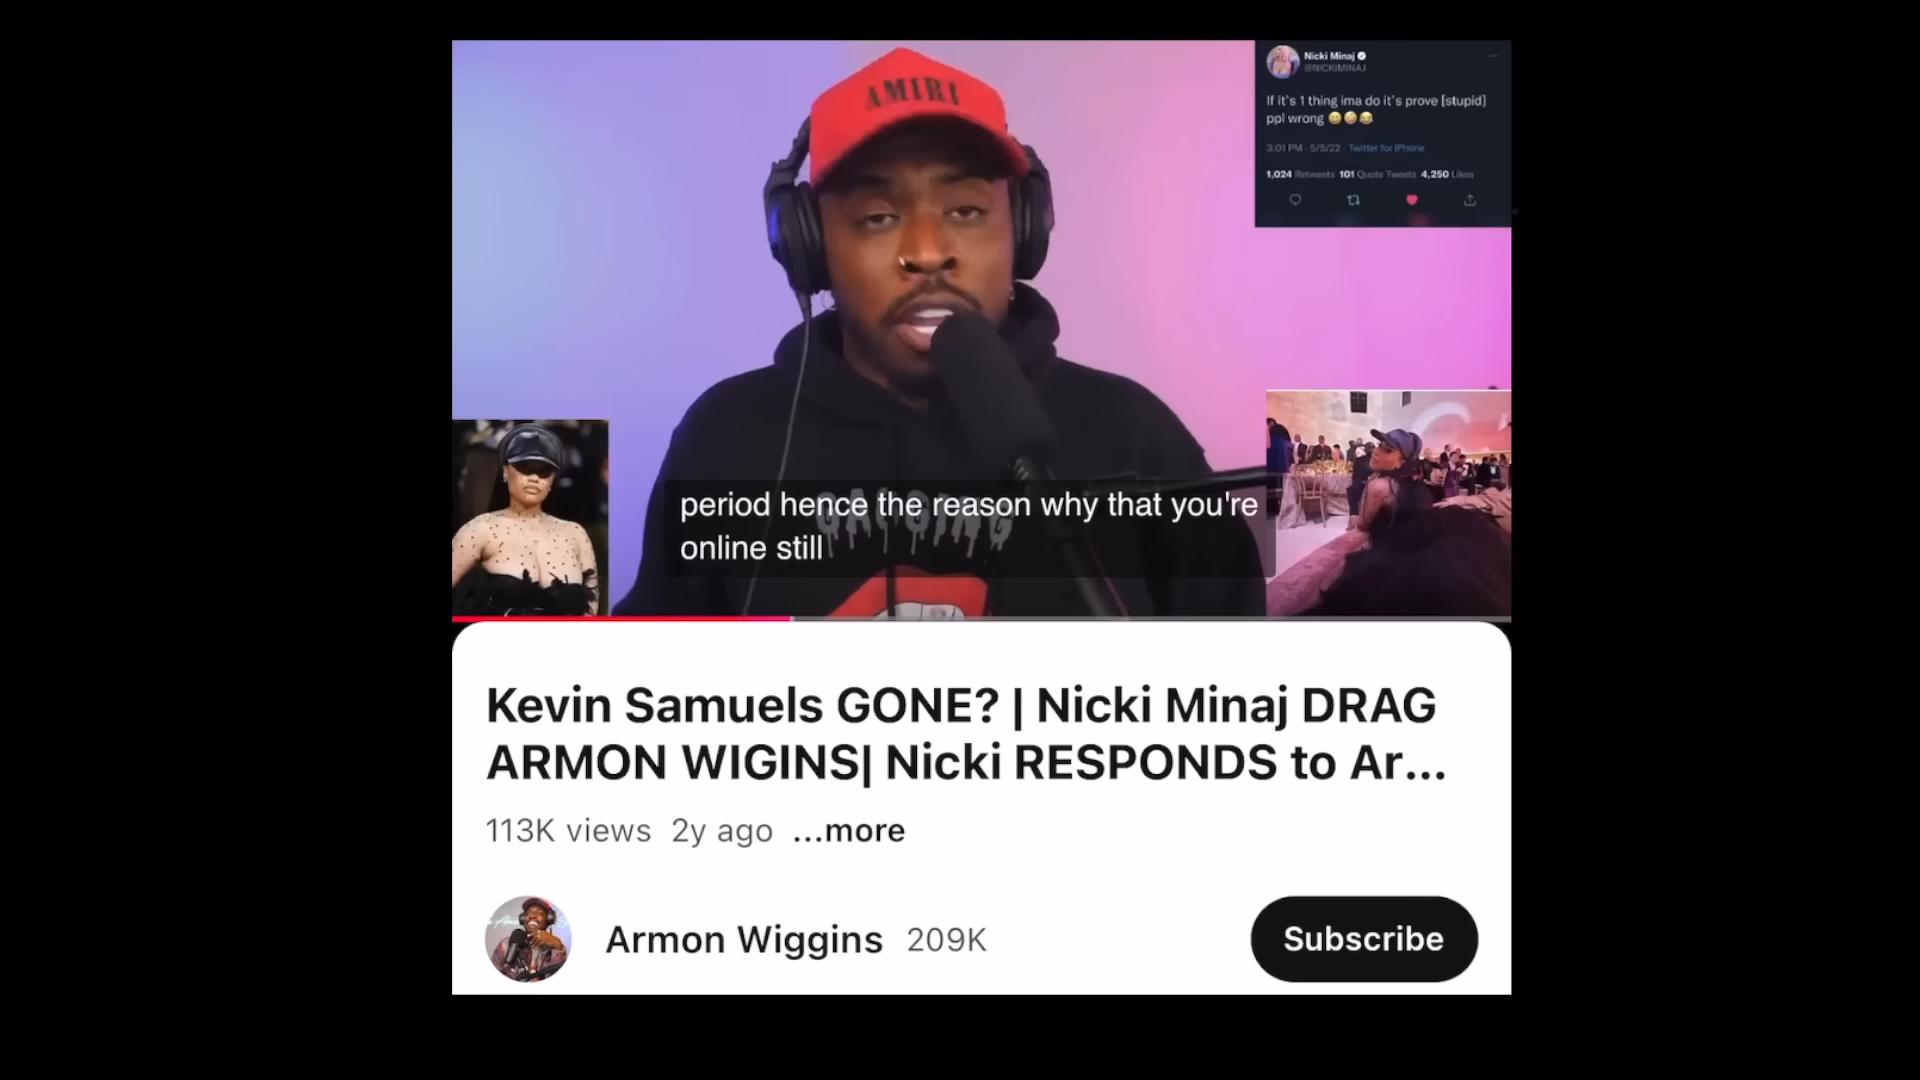 AMIRI
Nicki Minaj
@NICKIMINAJ
If it's 1 thing ima do it's prove [stupid]
ppl wrong 😂🤣😂
3:01 PM · 5/5/22 · Twitter for iPhone
1,024 Retweets 101 Quote Tweets 4,250 Likes
period hence the reason why that you're
online still
Kevin Samuels GONE? | Nicki Minaj DRAG
ARMON WIGINS| Nicki RESPONDS to Ar...
113K views 2y ago ...more
Armon Wiggins 209K
Subscribe